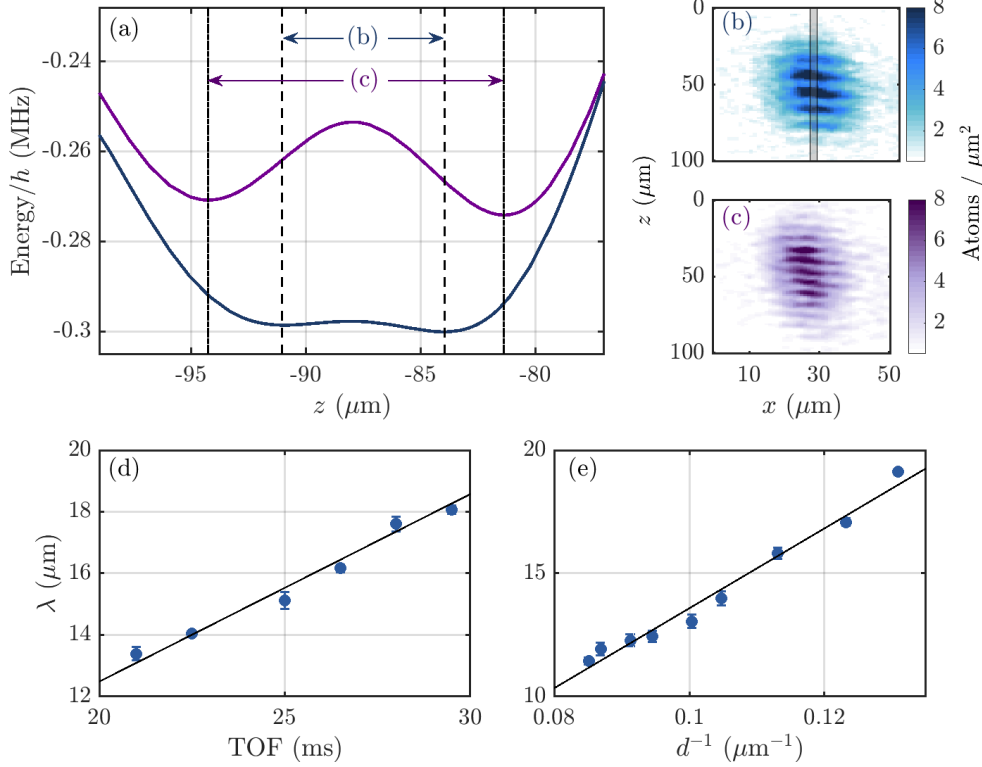 (a)
(b)
(c)
-0.24
-0.26
-0.28
-0.3
Energy/h (MHz)
-95
-90
-85
-80
z (μm)
(b)
0
50
100
8
6
4
2
(c)
0
50
100
8
6
4
2
z (μm)
Atoms / μm²
10
30
50
x (μm)
(d)
20
18
16
14
12
λ (μm)
20
25
30
TOF (ms)
(e)
20
15
10
0.08
0.1
0.12
d⁻¹ (μm⁻¹)